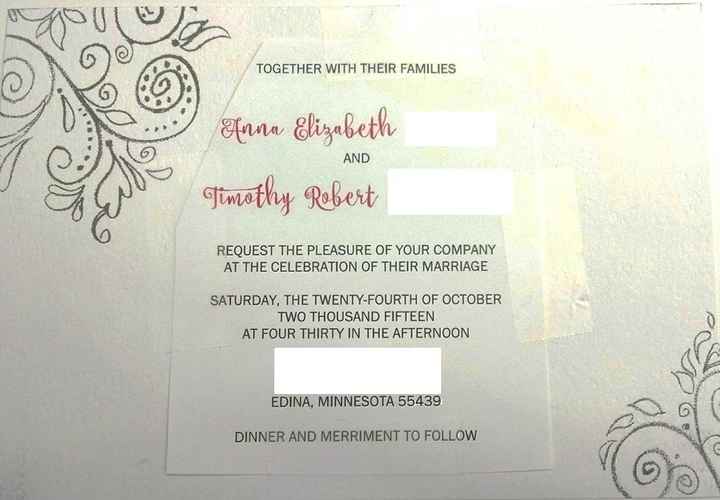 TOGETHER WITH THEIR FAMILIES
Anna Elizabeth
AND
Timothy Robert
REQUEST THE PLEASURE OF YOUR COMPANY
AT THE CELEBRATION OF THEIR MARRIAGE
SATURDAY, THE TWENTY-FOURTH OF OCTOBER
TWO THOUSAND FIFTEEN
AT FOUR THIRTY IN THE AFTERNOON
EDINA, MINNESOTA 55439
DINNER AND MERRIMENT TO FOLLOW